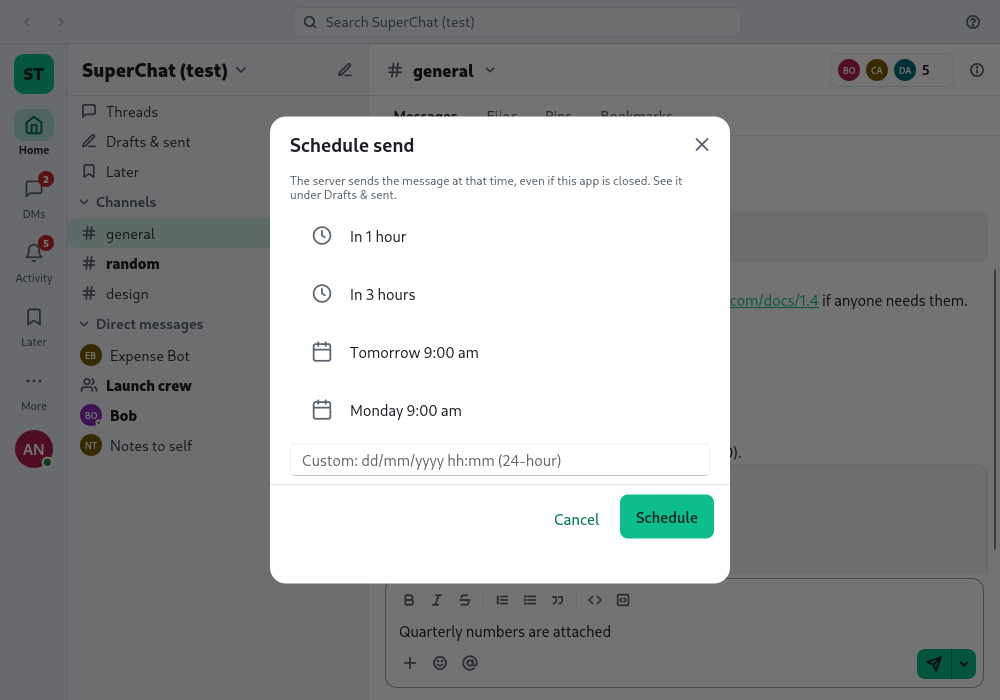 Search SuperChat (test)
ST
SuperChat (test)
general
BO
CA
DA
5
Home
2
DMs
5
Activity
Later
More
AN
Threads
Drafts & sent
Later
Channels
general
random
design
Direct messages
EB Expense Bot
Launch crew
BO Bob
NT Notes to self
Messages Files Pins Bookmarks
Schedule send
The server sends the message at that time, even if this app is closed. See it
under Drafts & sent.
In 1 hour
In 3 hours
Tomorrow 9:00 am
Monday 9:00 am
Custom: dd/mm/yyyy hh:mm (24-hour)
Cancel
Schedule
com/docs/1.4 if anyone needs them.
).
Quarterly numbers are attached